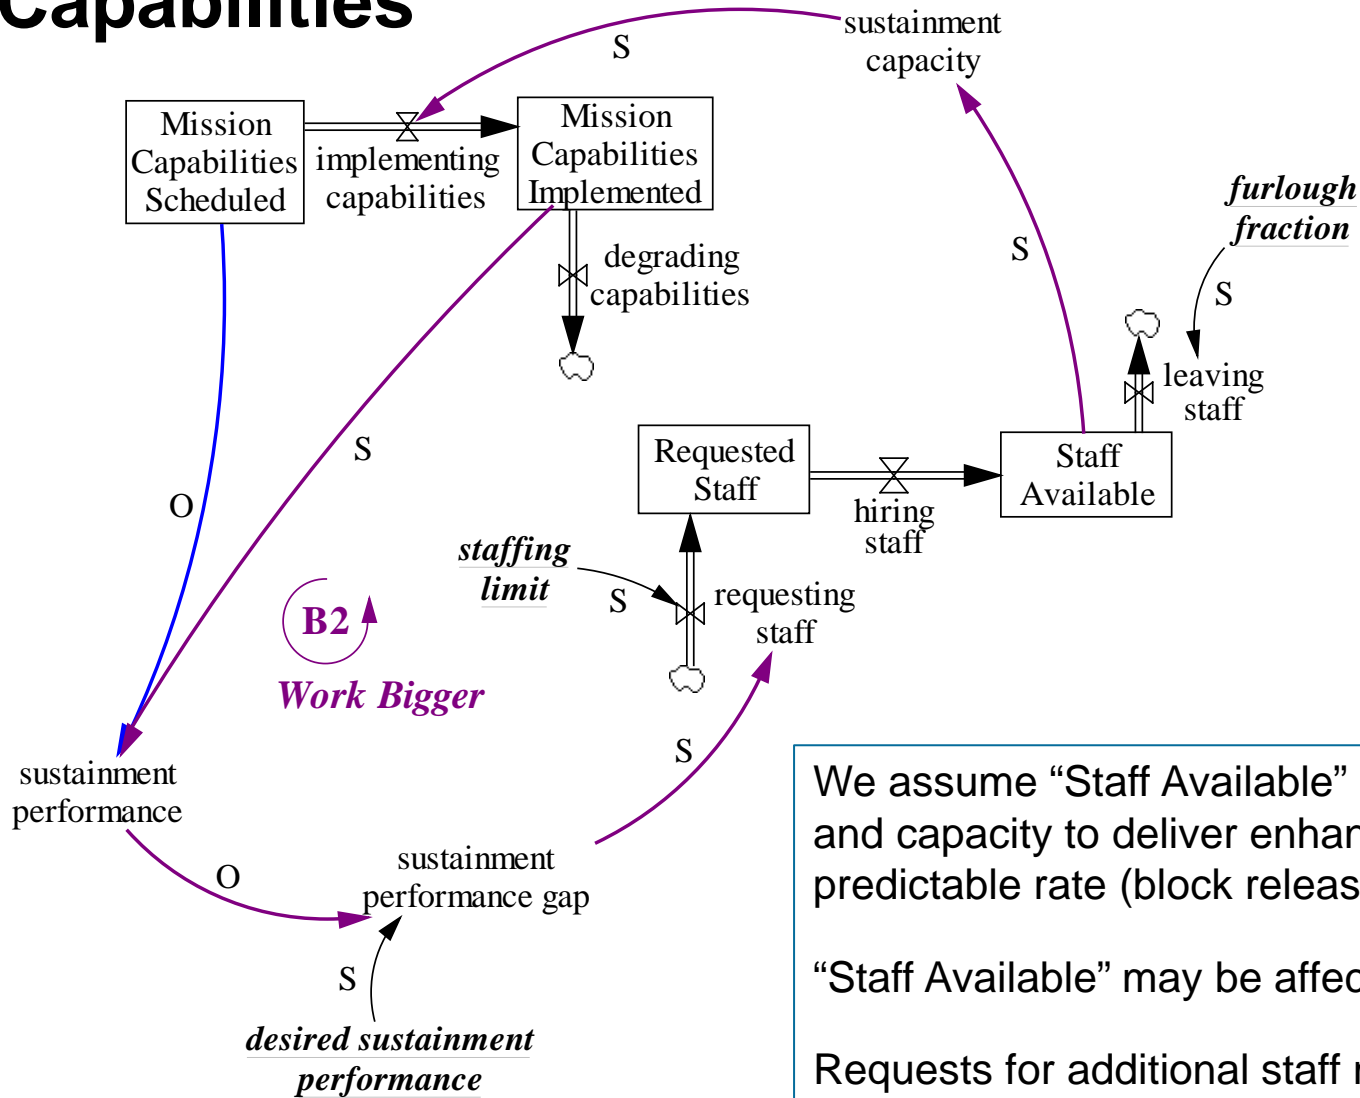 Capabilities
sustainment
capacity
S
Mission
Capabilities
Scheduled
implementing
capabilities
Mission
Capabilities
Implemented
degrading
capabilities
furlough
fraction
S
S
leaving
staff
S
O
Requested
Staff
hiring
staff
Staff
Available
staffing
limit
S
requesting
staff
B2
Work Bigger
S
sustainment
performance
O
sustainment
performance gap
S
desired sustainment
performance
We assume “Staff Available”
and capacity to deliver
predictable rate (block
“Staff Available” may be
Requests for additional staff